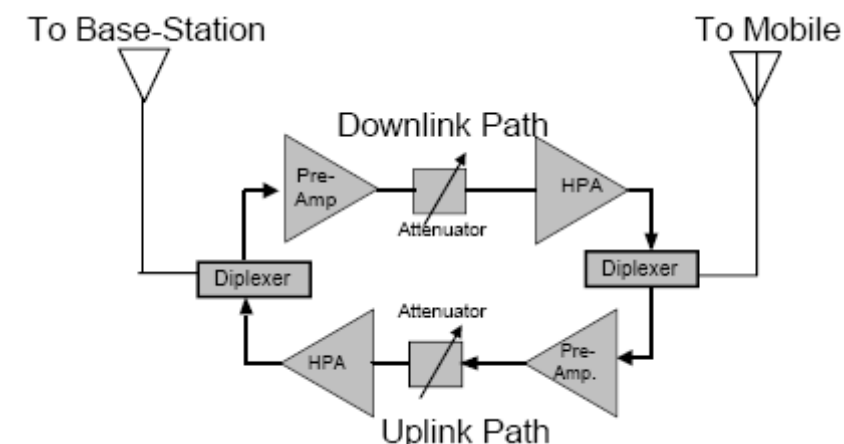 To Base-Station
To Mobile
Downlink Path
Pre-
Amp
HPA
Attenuator
Diplexer
Diplexer
Attenuator
HPA
Pre-
Amp.
Uplink Path